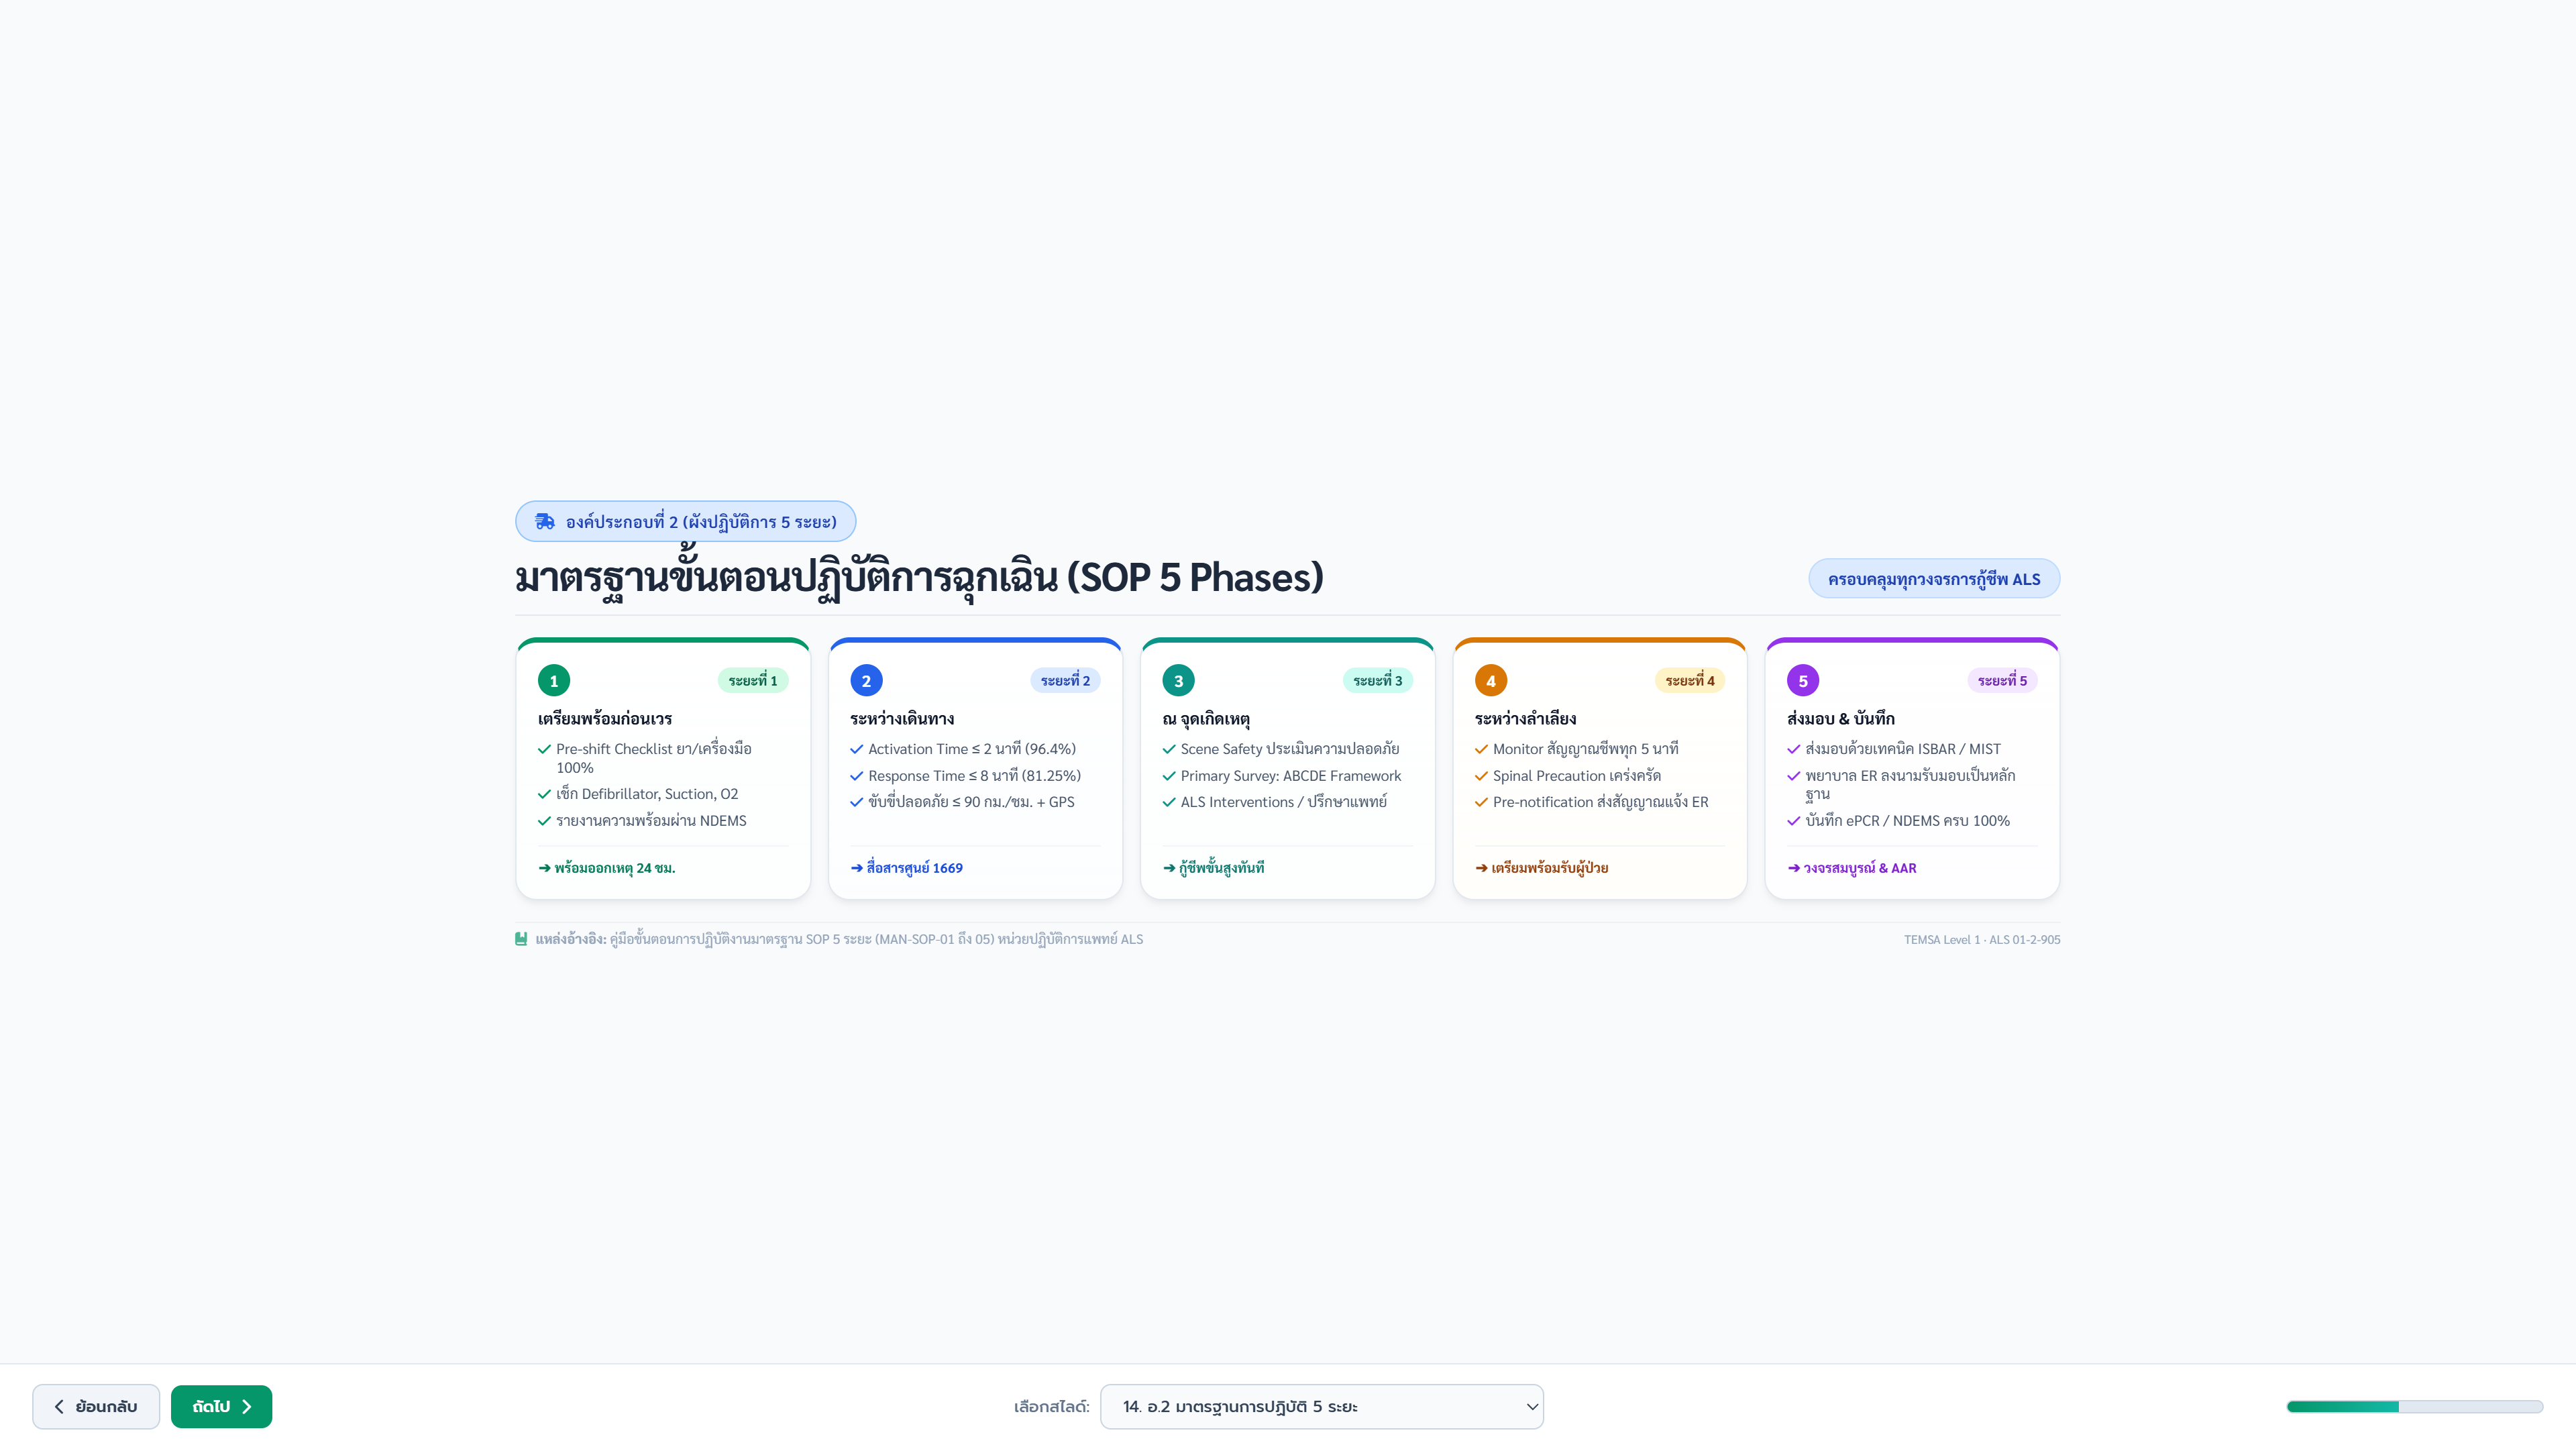 องค์ประกอบที่ 2 (ผังปฏิบัติการ 5 ระยะ)
มาตรฐานขั้นตอนปฏิบัติการฉุกเฉิน (SOP 5 Phases)
ครอบคลุมทุกวงจรการกู้ชีพ ALS
1
ระยะที่ 1
เตรียมพร้อมก่อนเวร
Pre-shift Checklist ยา/เครื่องมือ
100%
เช็ก Defibrillator, Suction, O2
รายงานความพร้อมผ่าน NDEMS
➔ พร้อมออกเหตุ 24 ชม.
2
ระยะที่ 2
ระหว่างเดินทาง
Activation Time ≤ 2 นาที (96.4%)
Response Time ≤ 8 นาที (81.25%)
ขับขี่ปลอดภัย ≤ 90 กม./ชม. + GPS
➔ สื่อสารศูนย์ 1669
3
ระยะที่ 3
ณ จุดเกิดเหตุ
Scene Safety ประเมินความปลอดภัย
Primary Survey: ABCDE Framework
ALS Interventions / ปรึกษาแพทย์
➔ กู้ชีพขั้นสูงทันที
4
ระยะที่ 4
ระหว่างลำเลียง
Monitor สัญญาณชีพทุก 5 นาที
Spinal Precaution เคร่งครัด
Pre-notification ส่งสัญญาณแจ้ง ER
➔ เตรียมพร้อมรับผู้ป่วย
5
ระยะที่ 5
ส่งมอบ & บันทึก
ส่งมอบด้วยเทคนิค ISBAR / MIST
พยาบาล ER ลงนามรับมอบเป็นหลัก
ฐาน
บันทึก ePCR / NDEMS ครบ 100%
➔ วงจรสมบูรณ์ & AAR
แหล่งอ้างอิง: คู่มือขั้นตอนการปฏิบัติงานมาตรฐาน SOP 5 ระยะ (MAN-SOP-01 ถึง 05) หน่วยปฏิบัติการแพทย์ ALS
TEMSA Level 1 · ALS 01-2-905
ย้อนกลับ
ถัดไป
เลือกสไลด์:
14. อ.2 มาตรฐานการปฏิบัติ 5 ระยะ